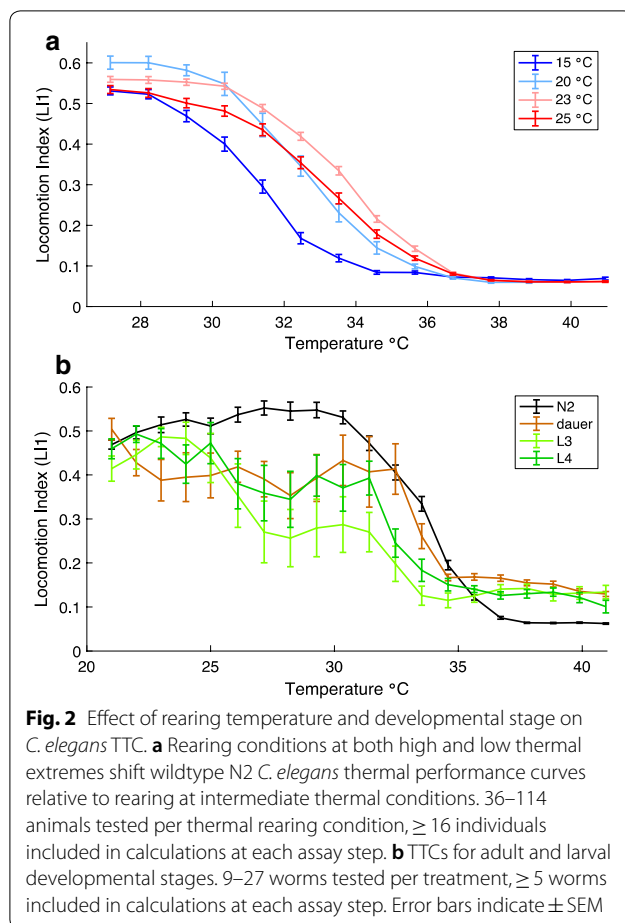 a
0.6
0.5
0.4
0.3
0.2
0.1
0
Locomotion Index (LI1)
15 °C
20 °C
23 °C
25 °C
28 30 32 34 36 38 40
Temperature °C
b
0.6
0.5
0.4
0.3
0.2
0.1
0
Locomotion Index (LI1)
N2
dauer
L3
L4
20 25 30 35 40
Temperature °C
Fig. 2 Effect of rearing temperature and developmental stage on
C. elegans TTC. a Rearing conditions at both high and low thermal
extremes shift wildtype N2 C. elegans thermal performance curves
relative to rearing at intermediate thermal conditions. 36–114
animals tested per thermal rearing condition, ≥ 16 individuals
included in calculations at each assay step. b TTCs for adult and larval
developmental stages. 9–27 worms tested per treatment, ≥ 5 worms
included in calculations at each assay step. Error bars indicate ± SEM